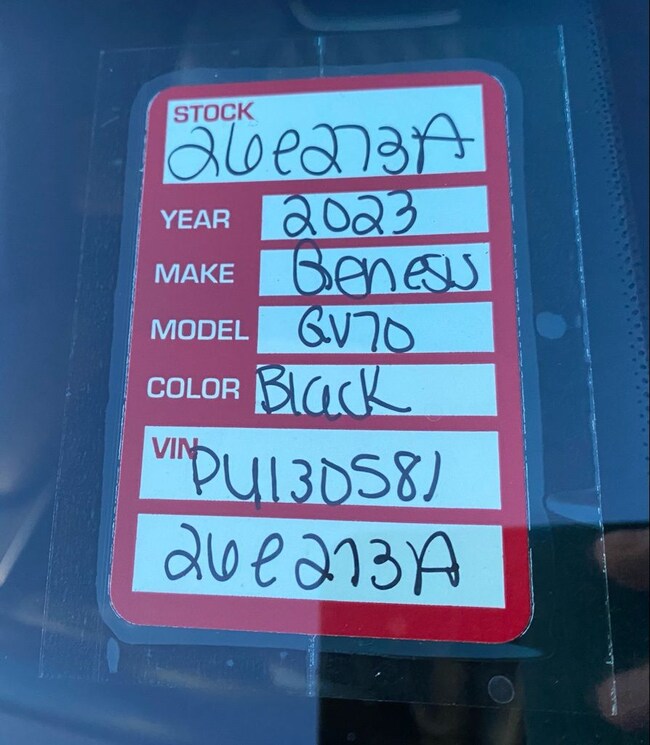 STOCK
26e273A
YEAR 2023
MAKE Genesis
MODEL GV70
COLOR Black
VIN PU130581
26e273A